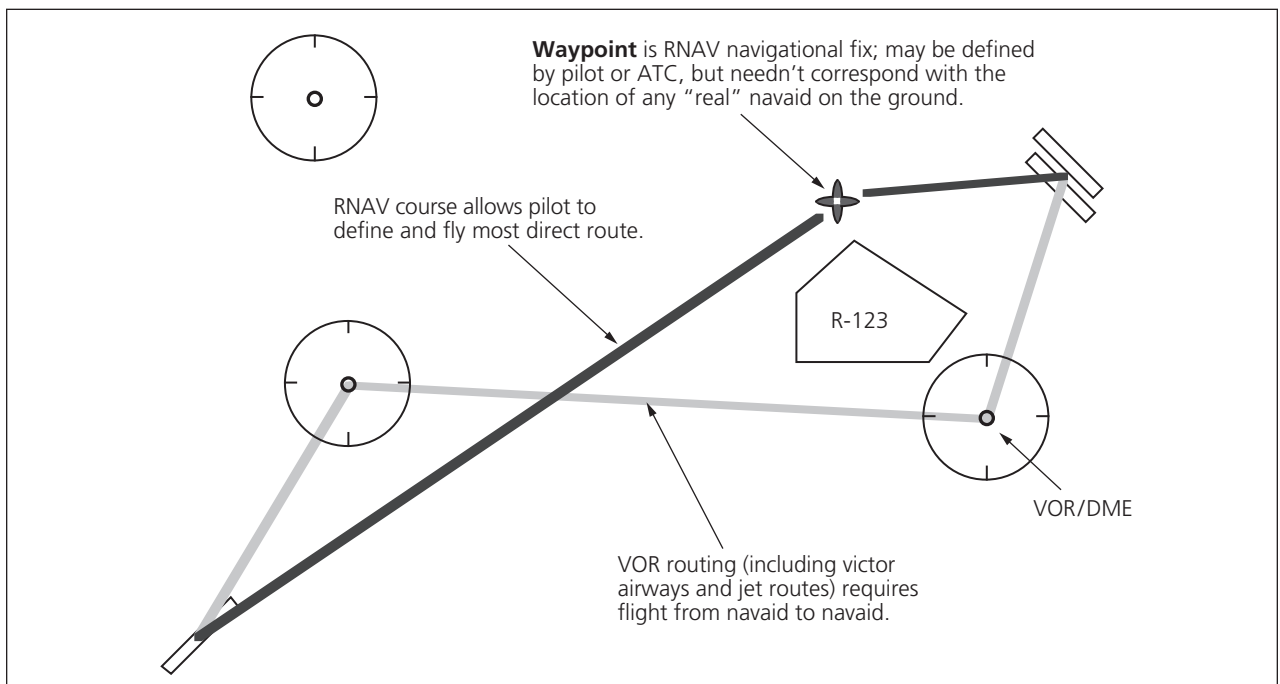 Waypoint is RNAV navigational fix; may be defined
by pilot or ATC, but needn't correspond with the
location of any “real” navaid on the ground.
RNAV course allows pilot to
define and fly most direct route.
R-123
VOR/DME
VOR routing (including victor
airways and jet routes) requires
flight from navaid to navaid.